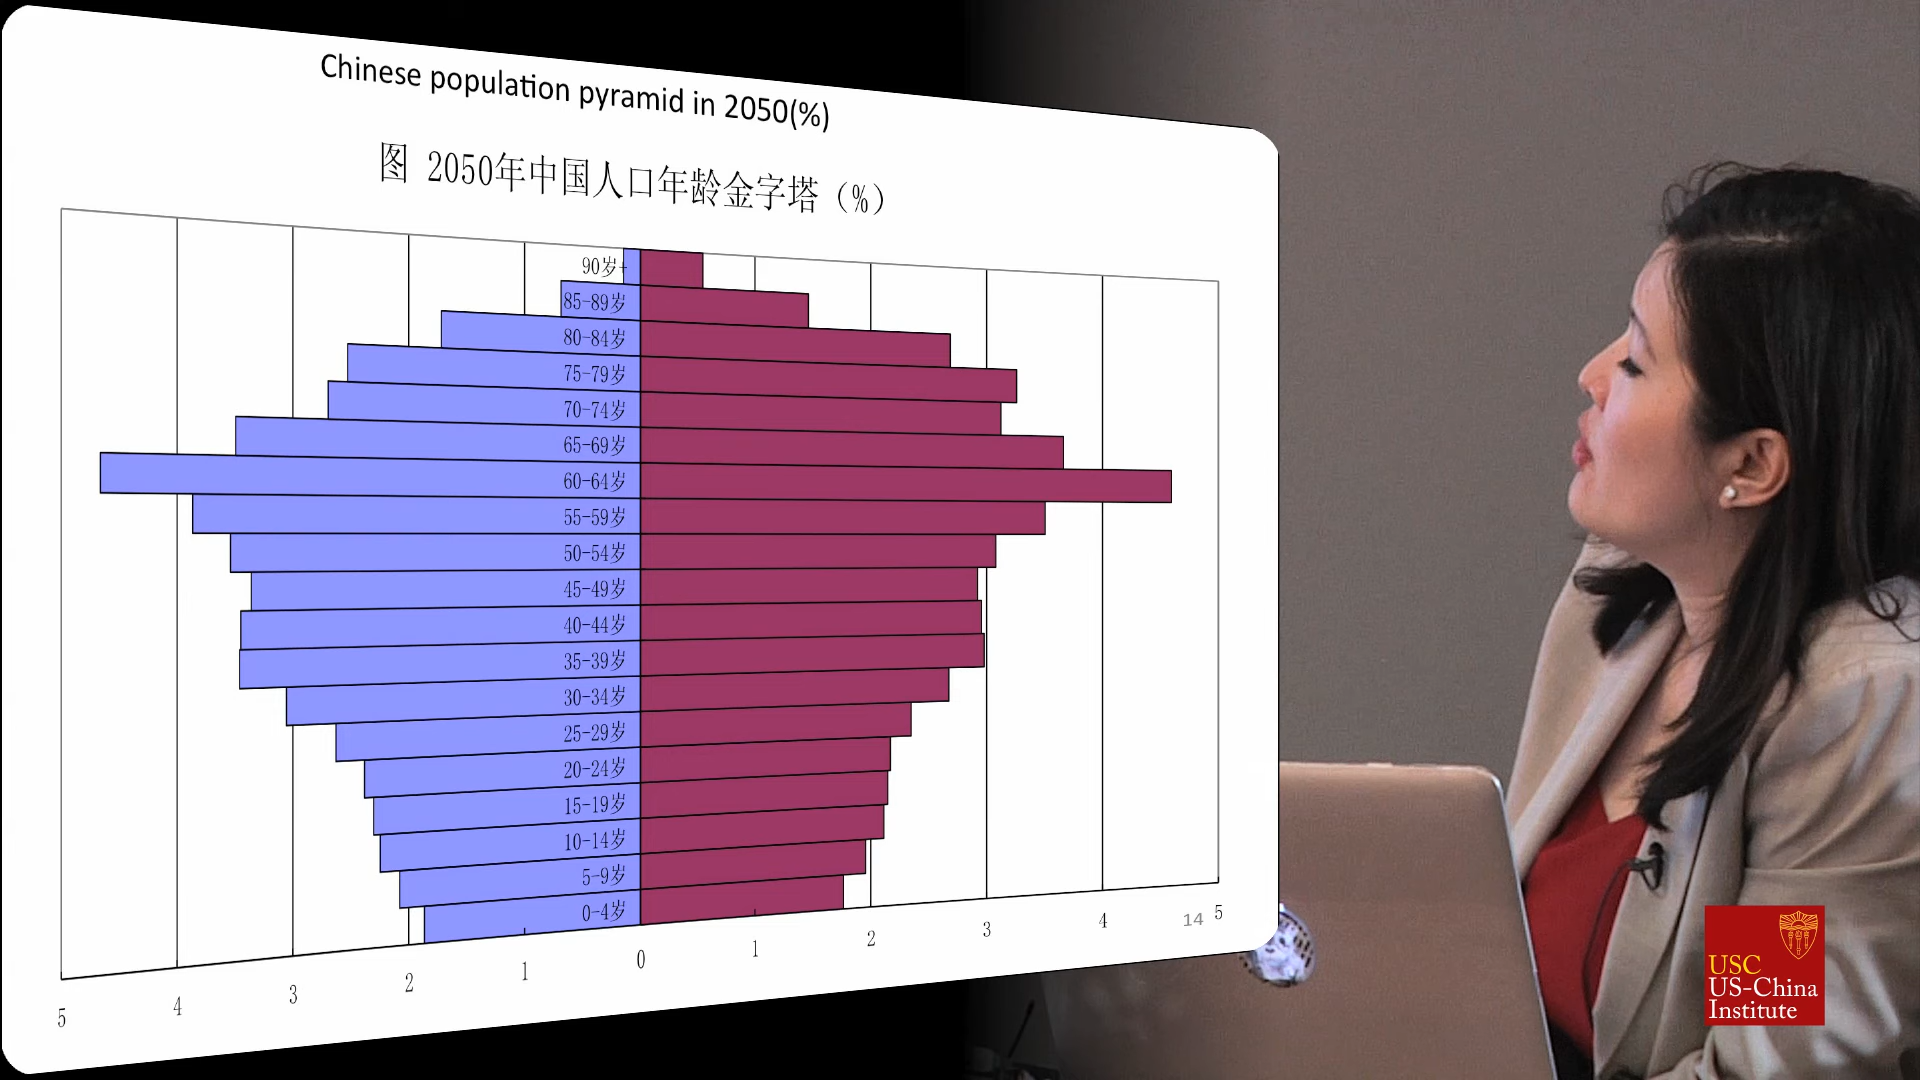 Chinese population pyramid in 2050(%)
图 2050年中国人口年龄金字塔（%）
90岁+
85-89岁
80-84岁
75-79岁
70-74岁
65-69岁
60-64岁
55-59岁
50-54岁
45-49岁
40-44岁
35-39岁
30-34岁
25-29岁
20-24岁
15-19岁
10-14岁
5-9岁
0-4岁
5 4 3 2 1 0 1 2 3 4 5
14
USC
US-China
Institute